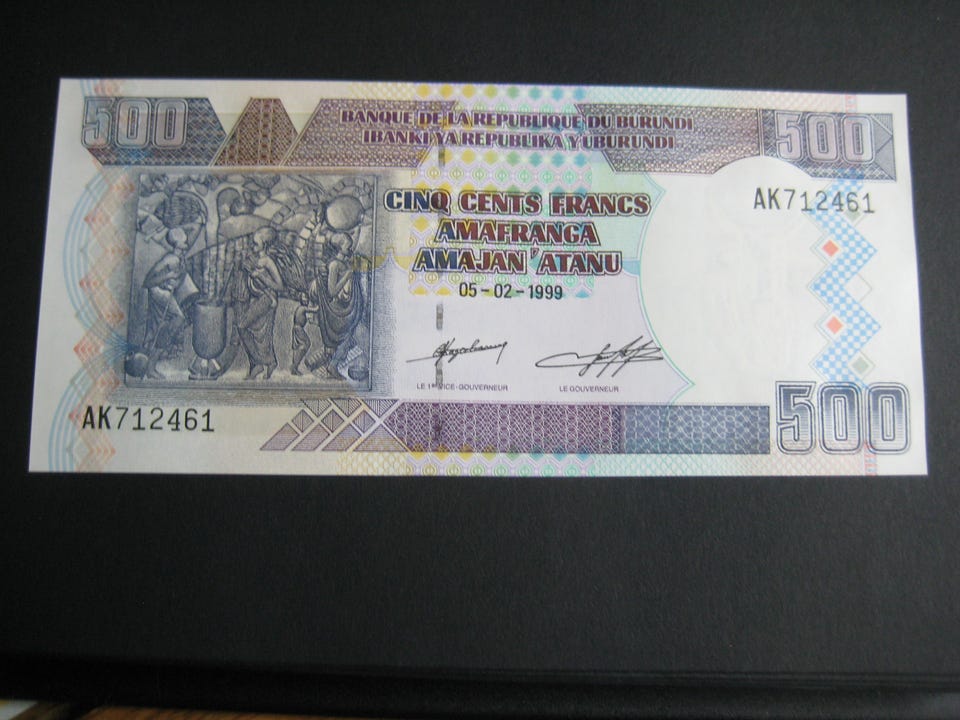 500
BANQUE DE LA REPUBLIQUE DU BURUNDI
IBANKI YA REPUBLIKA Y'UBURUNDI
500
AK712461
CINQ CENTS FRANCS
AMAFRANGA
AMAJAN'ATANU
05-02-1999
LE 1ER VICE-GOUVERNEUR
LE GOUVERNEUR
AK712461
500